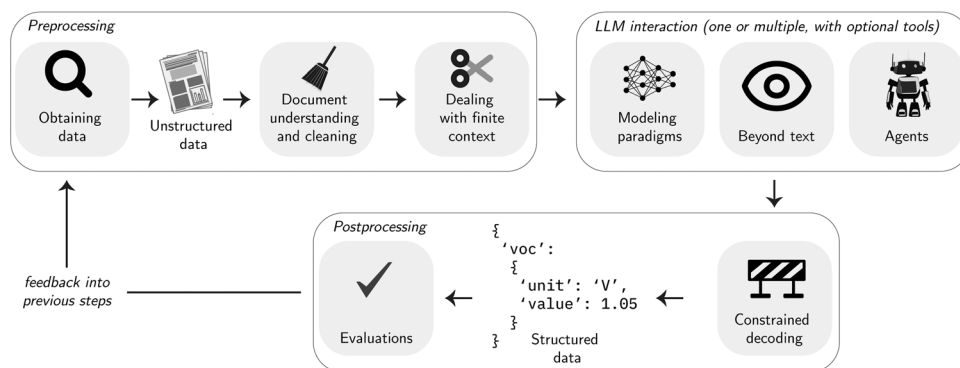 Preprocessing
Obtaining
data
Unstructured
data
Document
understanding
and cleaning
Dealing
with finite
context
LLM interaction (one or multiple, with optional tools)
Modeling
paradigms
Beyond text
Agents
Postprocessing
feedback into
previous steps
Evaluations
{
‘voc’:
{
‘unit’: ‘V’,
‘value’: 1.05
}
}
Structured
data
Constrained
decoding